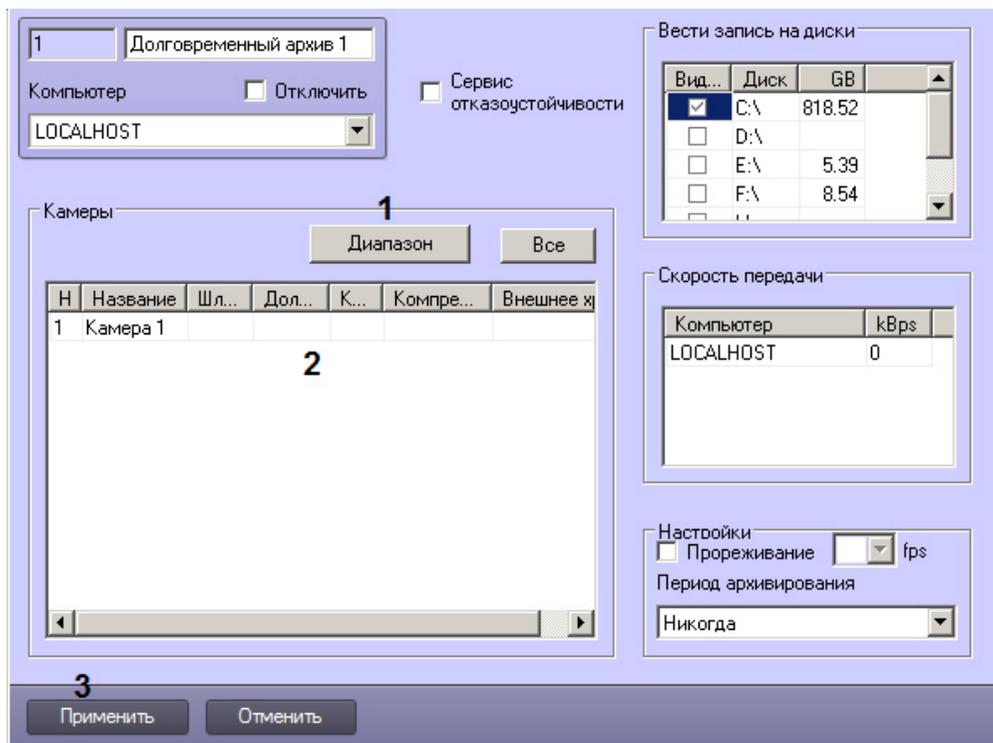 1 Долговременный архив 1
Компьютер Отключить
LOCALHOST
Сервис
отказоустойчивости
Вести запись на диски
Вид... Диск GB
C:\ 818.52
D:\
E:\ 5.39
F:\ 8.54
Камеры 1
Диапазон Все
Н Название Шл... Дол... К... Компре... Внешнее х
1 Камера 1
2
Скорость передачи
Компьютер kBps
LOCALHOST 0
Настройки
Прореживание fps
Период архивирования
Никогда
3
Применить Отменить